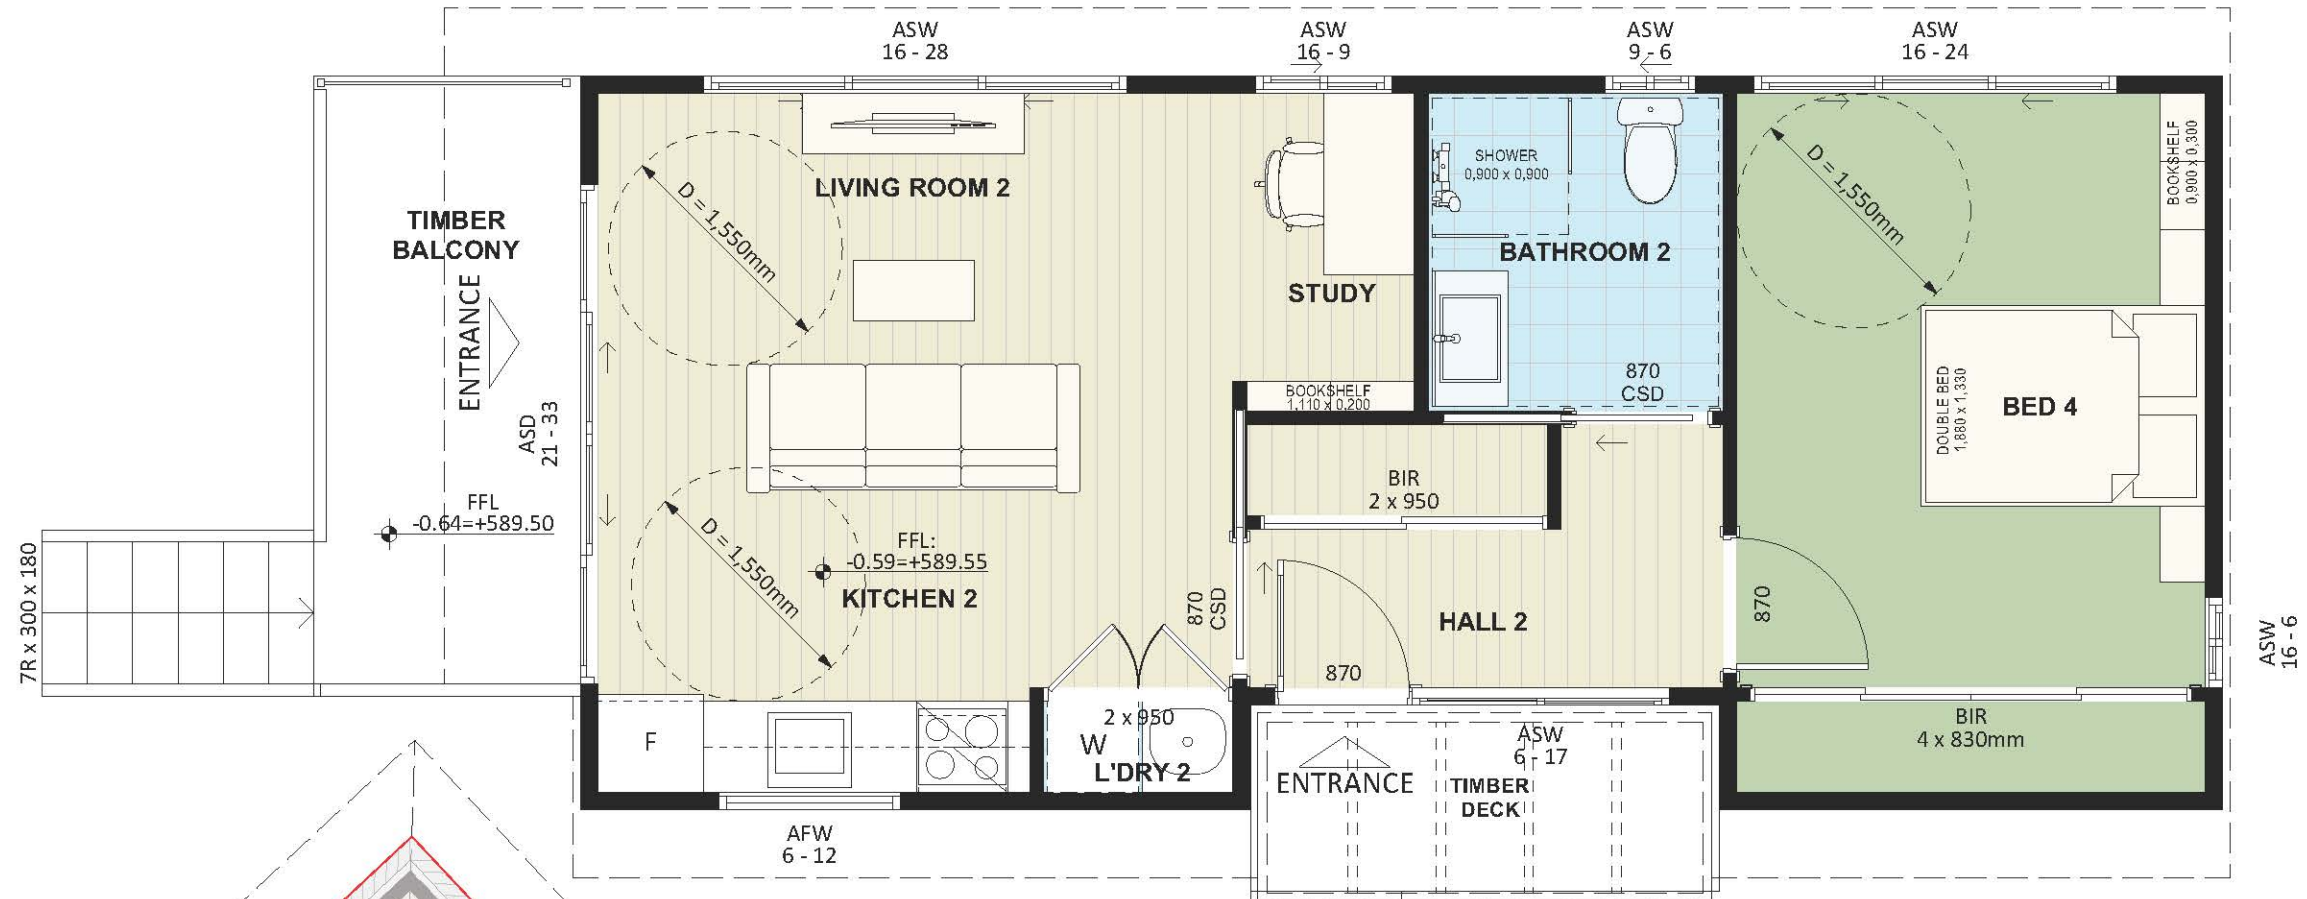 ASW
16 - 28
ASW
16 - 9
ASW
9 - 6
ASW
16 - 24
TIMBER
BALCONY
ENTRANCE
ASD
21 - 33
FFL
-0.64=+589.50
7R x 300 x 180
D = 1,550mm
LIVING ROOM 2
STUDY
BOOKSHELF
1,110 x 0,200
SHOWER
0,900 x 0,900
BATHROOM 2
870
CSD
D = 1,550mm
BOOKSHELF
0,900 x 0,300
DOUBLE BED
1,880 x 1,330
BED 4
BIR
2 x 950
D = 1,550mm
FFL:
-0.59=+589.55
KITCHEN 2
870
CSD
HALL 2
870
870
ASW
16 - 6
F
2 x 950
W
L'DRY 2
ASW
6 - 17
ENTRANCE
TIMBER
DECK
BIR
4 x 830mm
AFW
6 - 12